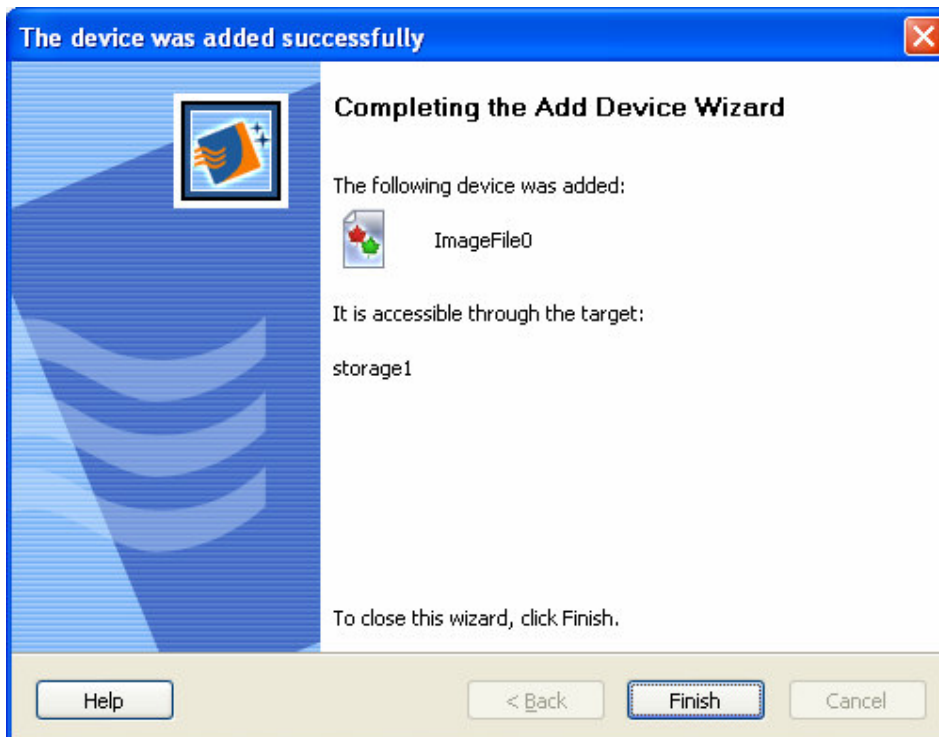 The device was added successfully
Completing the Add Device Wizard
The following device was added:
ImageFile0
It is accessible through the target:
storage1
To close this wizard, click Finish.
Help
< Back
Finish
Cancel